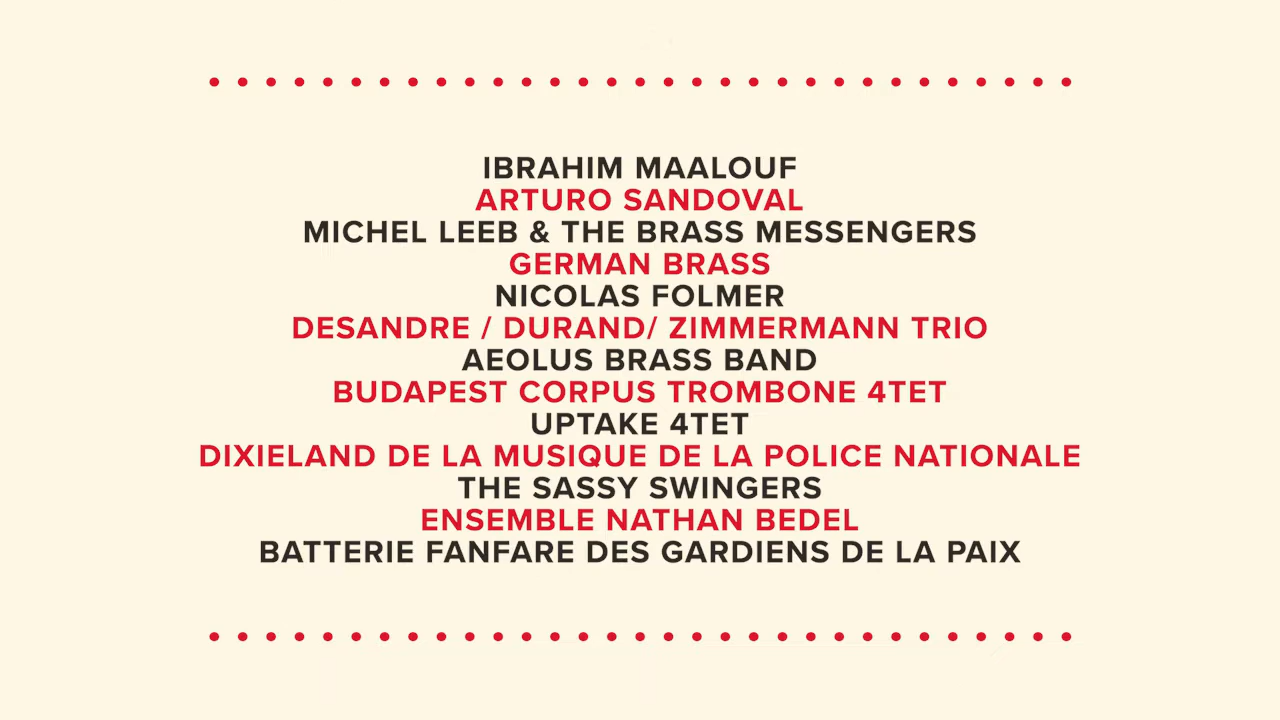 IBRAHIM MAALOUF
ARTURO SANDOVAL
MICHEL LEEB & THE BRASS MESSENGERS
GERMAN BRASS
NICOLAS FOLMER
DESANDRE / DURAND/ ZIMMERMANN TRIO
AEOLUS BRASS BAND
BUDAPEST CORPUS TROMBONE 4TET
UPTAKE 4TET
DIXIELAND DE LA MUSIQUE DE LA POLICE NATIONALE
THE SASSY SWINGERS
ENSEMBLE NATHAN BEDEL
BATTERIE FANFARE DES GARDIENS DE LA PAIX